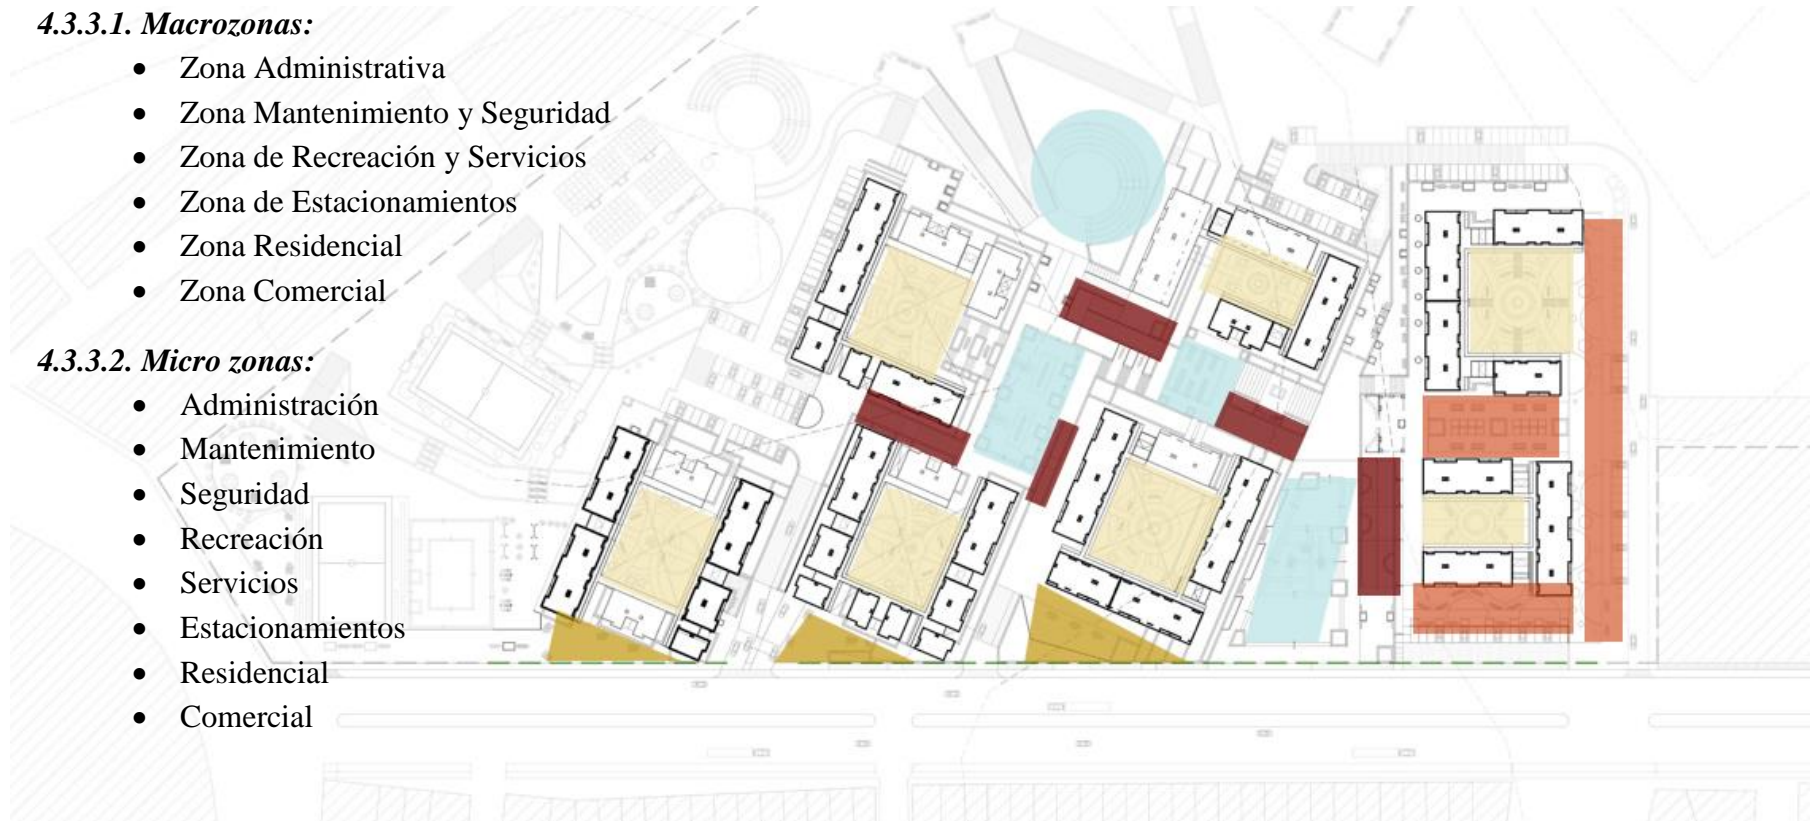 4.3.3.1. Macrozonas:
• Zona Administrativa
• Zona Mantenimiento y Seguridad
• Zona de Recreación y Servicios
• Zona de Estacionamientos
• Zona Residencial
• Zona Comercial
4.3.3.2. Micro zonas:
• Administración
• Mantenimiento
• Seguridad
• Recreación
• Servicios
• Estacionamientos
• Residencial
• Comercial